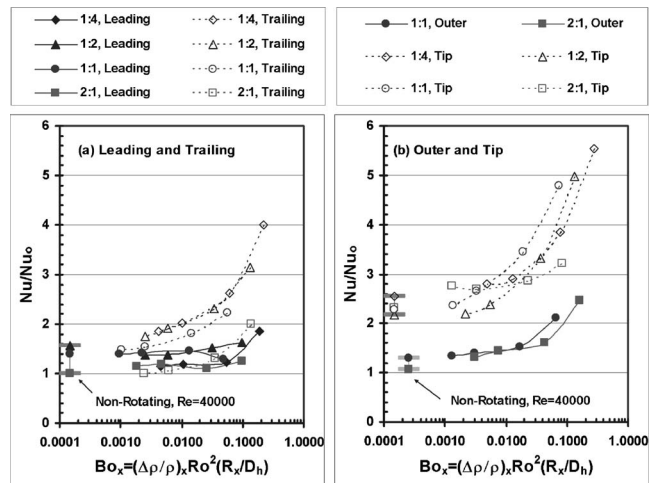 1:4, Leading 1:4, Trailing
1:2, Leading 1:2, Trailing
1:1, Leading 1:1, Trailing
2:1, Leading 2:1, Trailing
1:1, Outer 2:1, Outer
1:4, Tip 1:2, Tip
1:1, Tip 2:1, Tip
(a) Leading and Trailing
Nu/Nuo
6
5
4
3
2
1
0
Non-Rotating, Re=40000
0.0001 0.0010 0.0100 0.1000 1.0000
Box=(Δρ/ρ)xRo²(Rx/Dh)
(b) Outer and Tip
Nu/Nuo
6
5
4
3
2
1
0
Non-Rotating, Re=40000
0.0001 0.0010 0.0100 0.1000 1.0000
Box=(Δρ/ρ)xRo²(Rx/Dh)